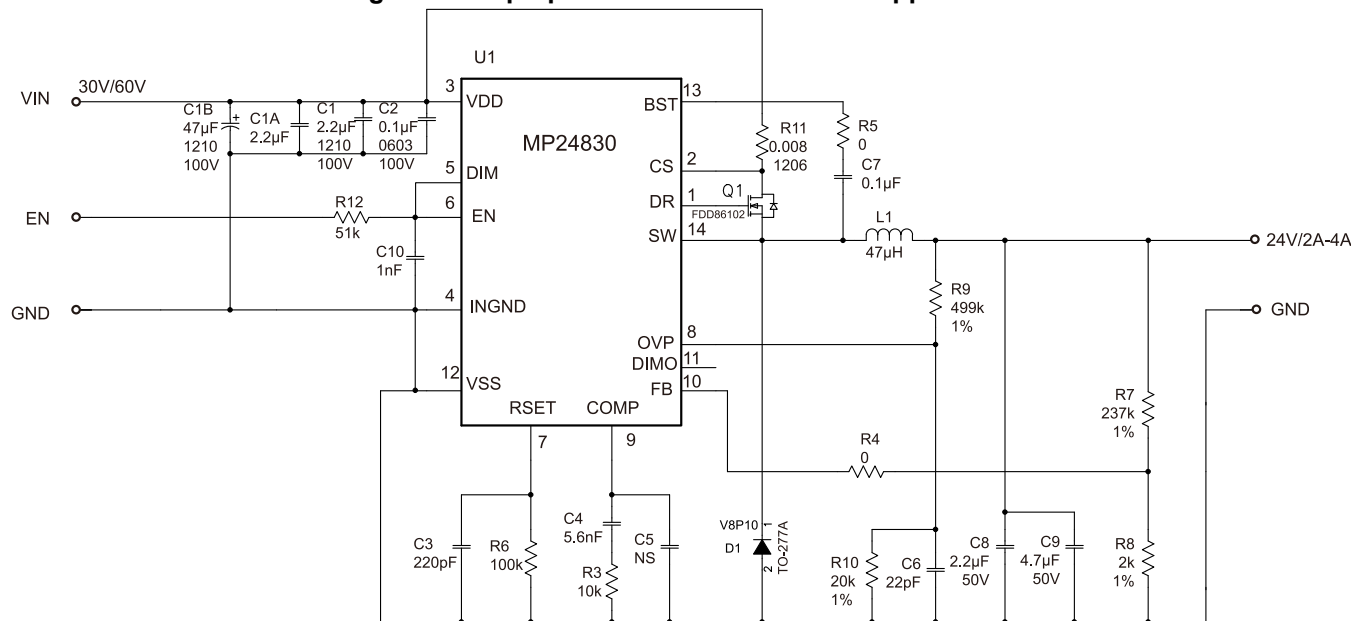 U1
VIN
30V/60V
C1B
47µF
1210
100V
+
C1A
2.2µF
C1
2.2µF
1210
100V
C2
0.1µF
0603
100V
3
VDD
MP24830
BST
13
R5
0
C7
0.1µF
R11
0.008
1206
CS
2
5
DIM
EN
R12
51k
6
EN
C10
1nF
DR
1
Q1
FDD86102
SW
14
L1
47µH
24V/2A-4A
GND
4
INGND
R9
499k
1%
GND
OVP
8
DIMO
11
FB
10
12
VSS
RSET
COMP
7
9
R7
237k
1%
R4
0
C3
220pF
R6
100k
C4
5.6nF
R3
10k
C5
NS
V8P10
1
D1
2
TO-277A
R10
20k
1%
C6
22pF
C8
2.2µF
50V
C9
4.7µF
50V
R8
2k
1%